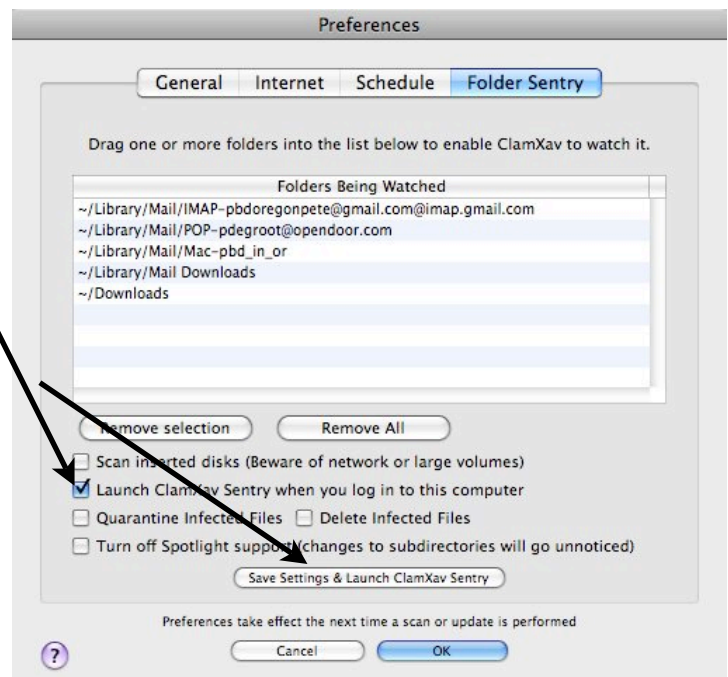 Preferences
General Internet Schedule Folder Sentry
Drag one or more folders into the list below to enable ClamXav to watch it.
Folders Being Watched
~/Library/Mail/IMAP-pbdoregonpete@gmail.com@imap.gmail.com
~/Library/Mail/POP-pdegroot@opendoor.com
~/Library/Mail/Mac-pbd_in_or
~/Library/Mail Downloads
~/Downloads
Remove selection Remove All
Scan inserted disks (Beware of network or large volumes)
Launch ClamXav Sentry when you log in to this computer
Quarantine Infected Files Delete Infected Files
Turn off Spotlight support (changes to subdirectories will go unnoticed)
Save Settings & Launch ClamXav Sentry
Preferences take effect the next time a scan or update is performed
? Cancel OK